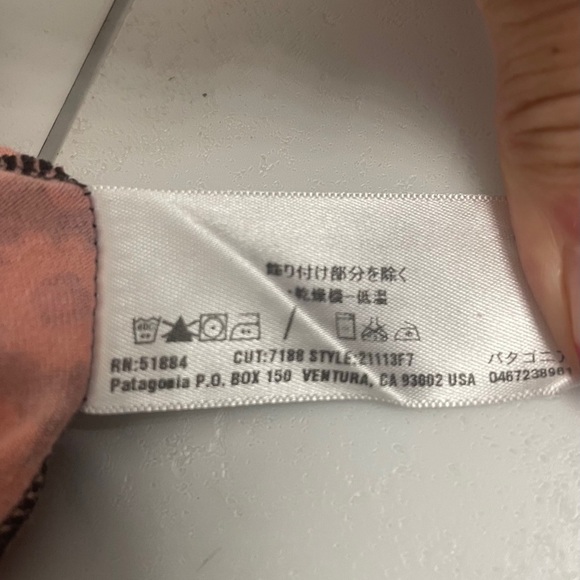 飾り付け部分を除く
・乾燥機-低温
RN:51884 CUT:7188 STYLE:21113F7 パタゴニア
Patagonia P.O. BOX 150 VENTURA, CA 93002 USA